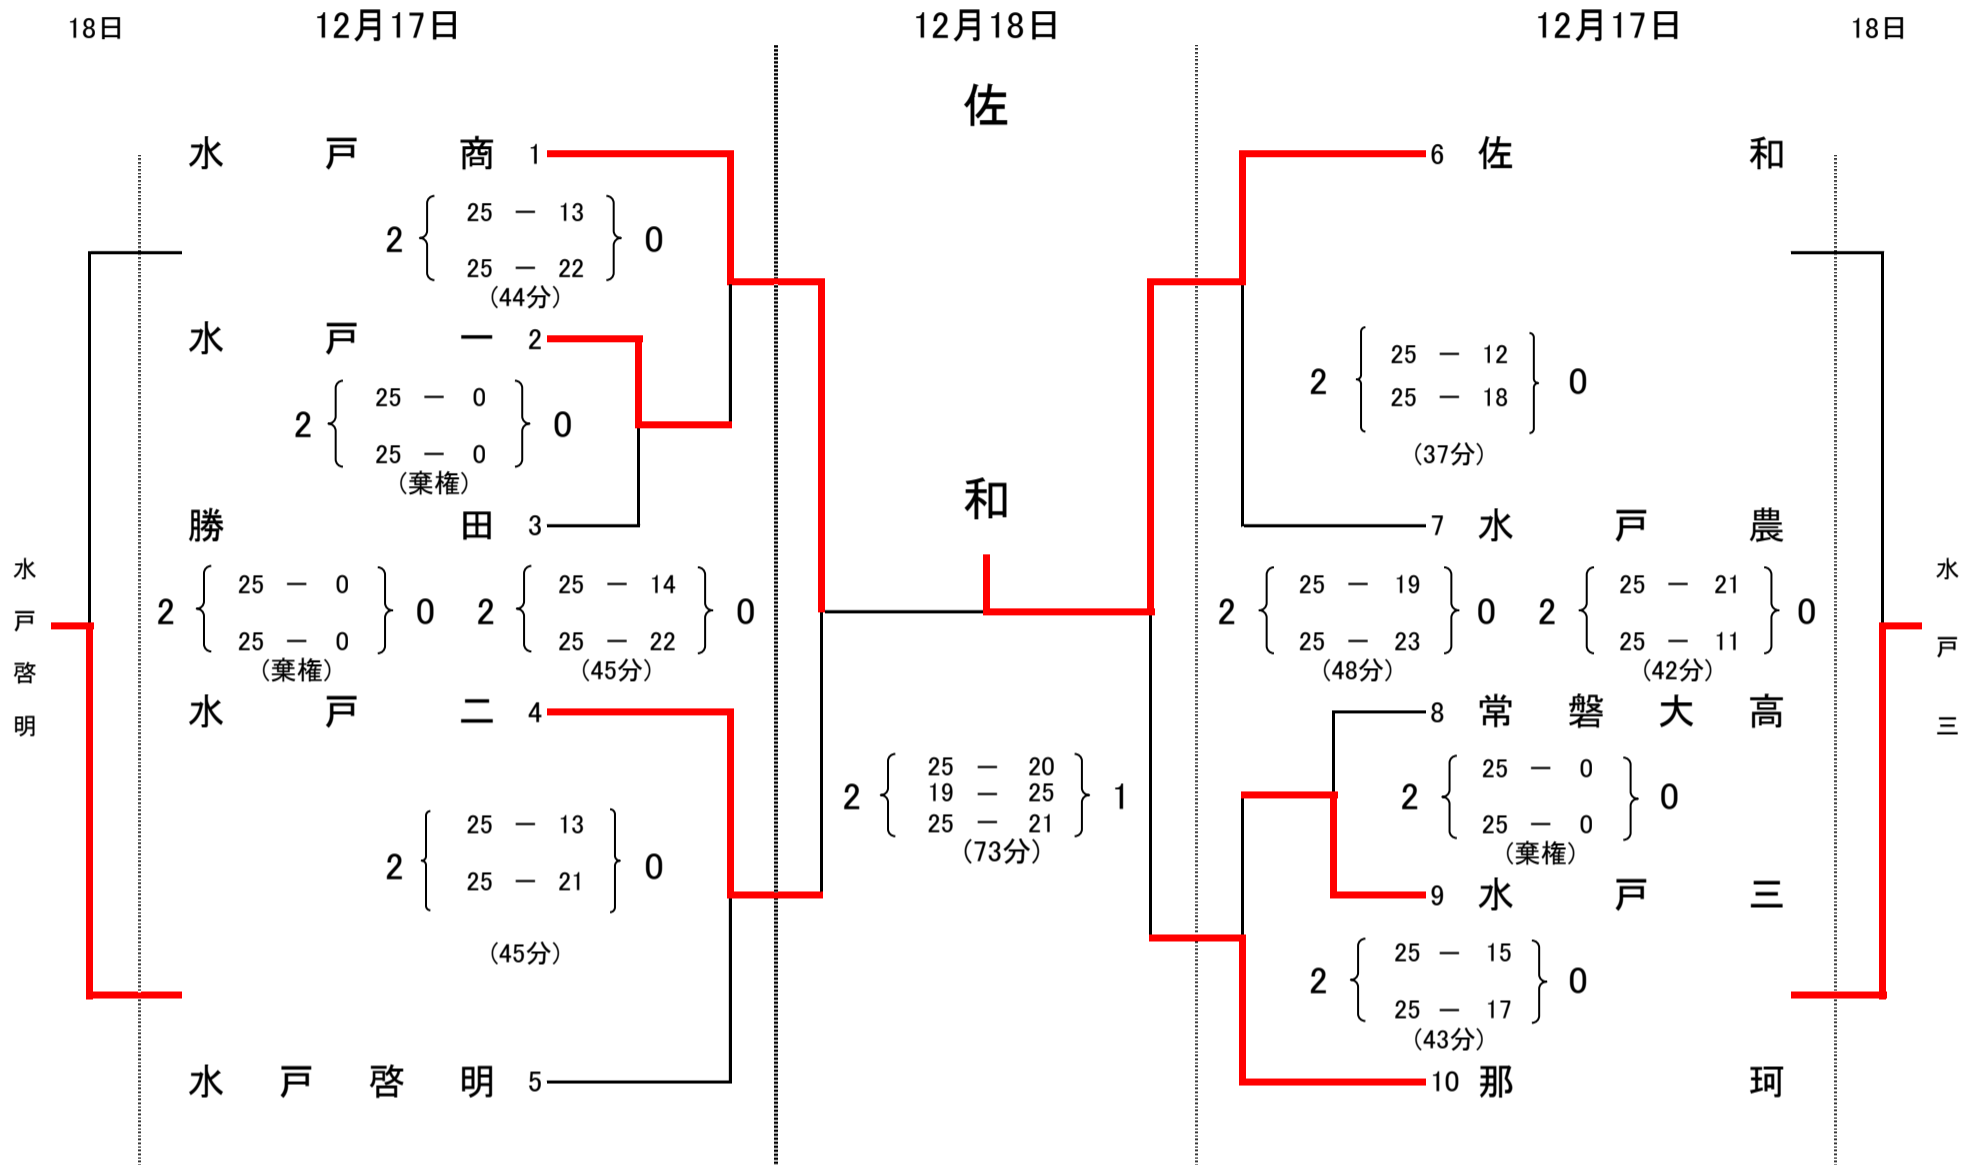 18日 12月17日 12月18日 12月17日 18日
佐和
水戸商 1
2 25 － 13 0
25 － 22
(44分)
水戸一 2
2 25 － 0 0
25 － 0
(棄権)
勝田 3
2 25 － 0 0
25 － 0
(棄権)
2 25 － 14 0
25 － 22
(45分)
水戸二 4
2 25 － 13 0
25 － 21
(45分)
水戸啓明 5
水戸啓明
2 25 － 20 1
19 － 25
25 － 21
(73分)
6 佐和
2 25 － 12 0
25 － 18
(37分)
7 水戸農
2 25 － 19 0
25 － 23
(48分)
2 25 － 21 0
25 － 11
(42分)
8 常磐大高
2 25 － 0 0
25 － 0
(棄権)
9 水戸三
2 25 － 15 0
25 － 17
(43分)
10 那珂
水戸三